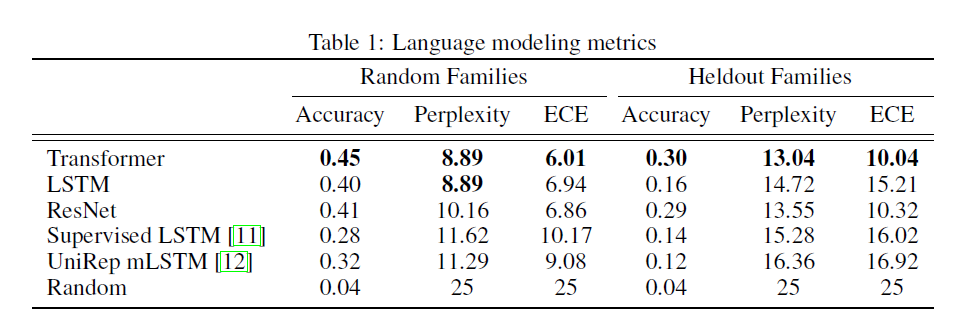 Table 1: Language modeling metrics
Random Families Heldout Families
Accuracy Perplexity ECE Accuracy Perplexity ECE
Transformer 0.45 8.89 6.01 0.30 13.04 10.04
LSTM 0.40 8.89 6.94 0.16 14.72 15.21
ResNet 0.41 10.16 6.86 0.29 13.55 10.32
Supervised LSTM [11] 0.28 11.62 10.17 0.14 15.28 16.02
UniRep mLSTM [12] 0.32 11.29 9.08 0.12 16.36 16.92
Random 0.04 25 25 0.04 25 25